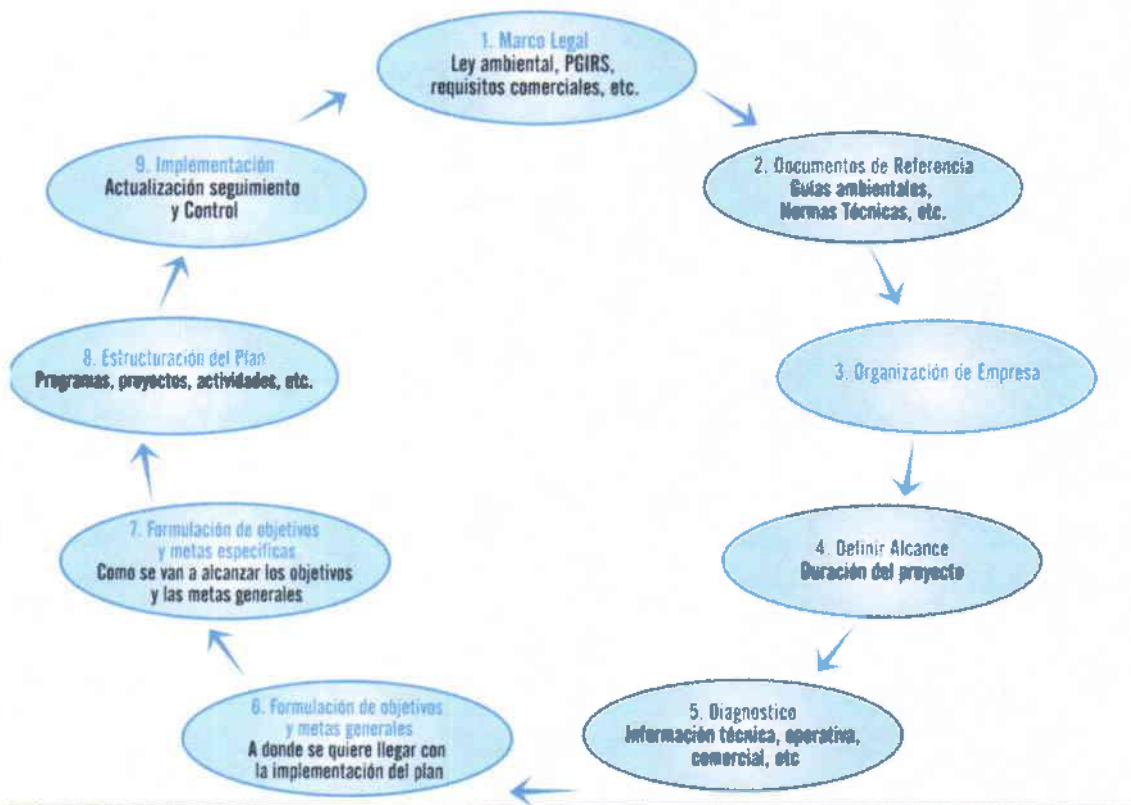 1. Marco Legal
Ley ambiental, PGIRS,
requisitos comerciales, etc.
2. Documentos de Referencia
Guias ambientales,
Normas Técnicas, etc.
3. Organización de Empresa
4. Definir Alcance
Duración del proyecto
5. Diagnostico
Información técnica, operativa,
comercial, etc
6. Formulación de objetivos
y metas generales
A donde se quiere llegar con
la implementación del plan
7. Formulación de objetivos
y metas especificas
Como se van a alcanzar los objetivos
y las metas generales
8. Estructuración del Plan
Programas, proyectos, actividades, etc.
9. Implementación
Actualización seguimiento
y Control